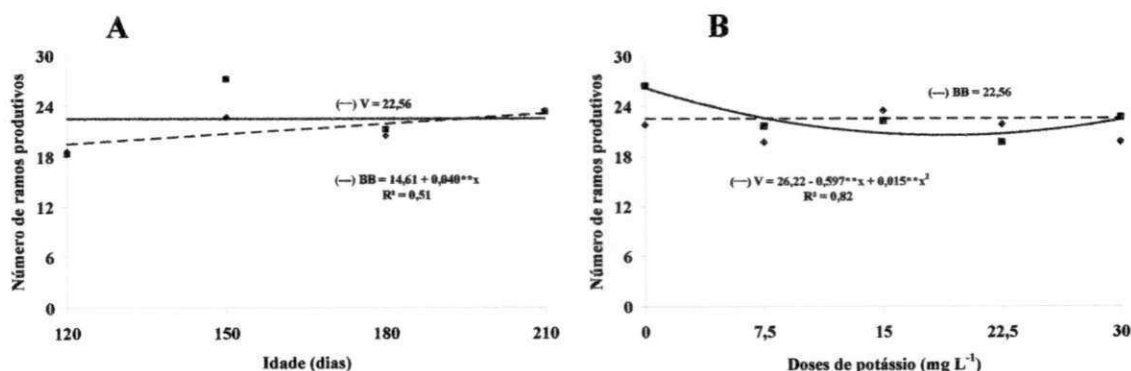 A
Número de ramos produtivos
30
24
18
12
6
0
(—) V = 22,56
(---) BB = 14,61 + 0,040**x
R² = 0,51
120
150
180
210
Idade (dias)
B
Número de ramos produtivos
30
24
18
12
6
0
(---) BB = 22,56
(—) V = 26,22 - 0,597**x + 0,015**x²
R² = 0,82
0
7,5
15
22,5
30
Doses de potássio (mg L⁻¹)